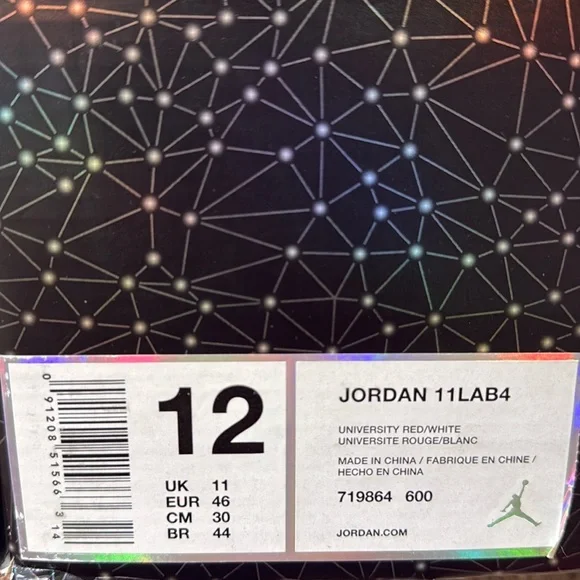 0 91208 51566 3 14
12
UK 11
EUR 46
CM 30
BR 44
JORDAN 11LAB4
UNIVERSITY RED/WHITE
UNIVERSITE ROUGE/BLANC
MADE IN CHINA / FABRIQUE EN CHINE /
HECHO EN CHINA
719864 600
JORDAN.COM